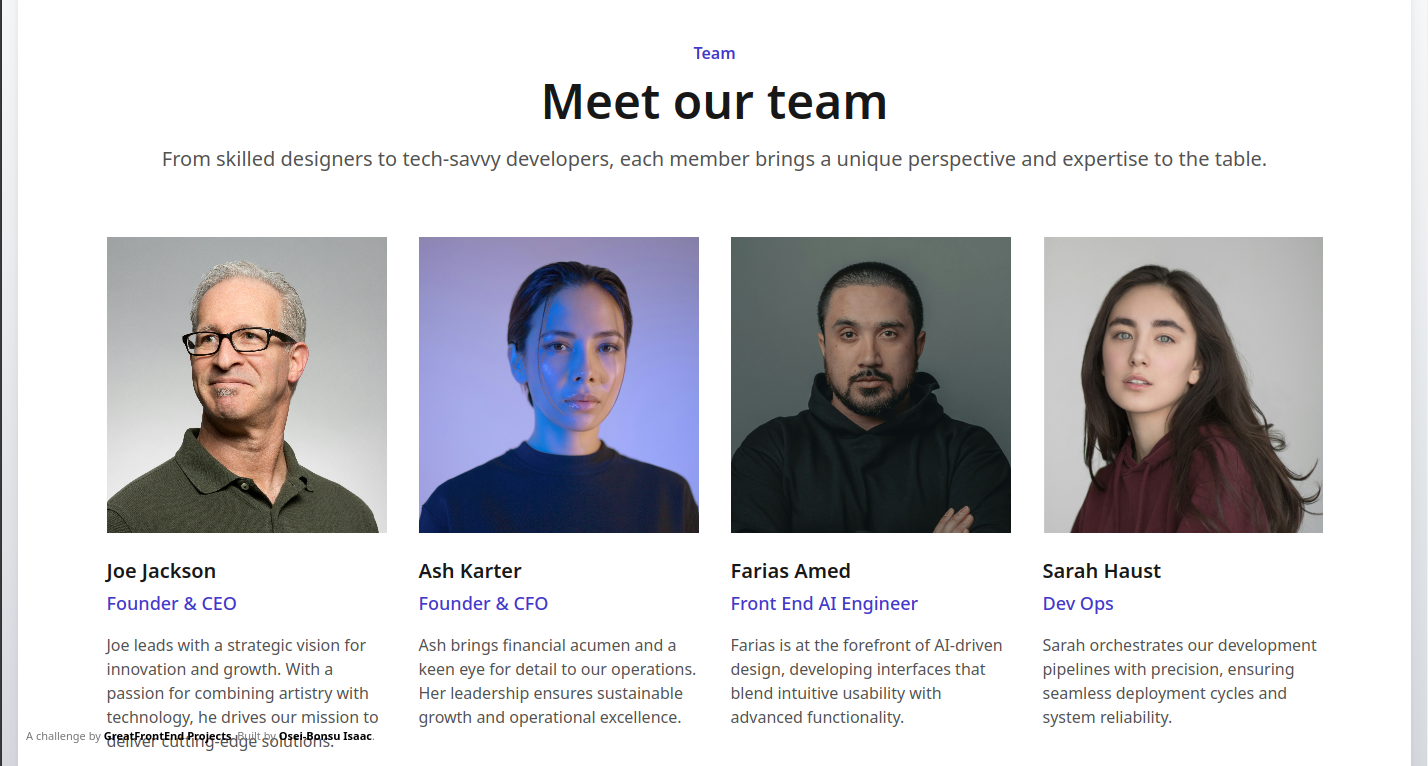 Team
Meet our team
From skilled designers to tech-savvy developers, each member brings a unique perspective and expertise to the table.
Joe Jackson
Founder & CEO
Joe leads with a strategic vision for
innovation and growth. With a
passion for combining artistry with
technology, he drives our mission to
deliver cutting-edge solutions.
Ash Karter
Founder & CFO
Ash brings financial acumen and a
keen eye for detail to our operations.
Her leadership ensures sustainable
growth and operational excellence.
Farias Amed
Front End AI Engineer
Farias is at the forefront of AI-driven
design, developing interfaces that
blend intuitive usability with
advanced functionality.
Sarah Haust
Dev Ops
Sarah orchestrates our development
pipelines with precision, ensuring
seamless deployment cycles and
system reliability.
A challenge by GreatFrontEnd Projects. Built by Osei-Bonsu Isaac.